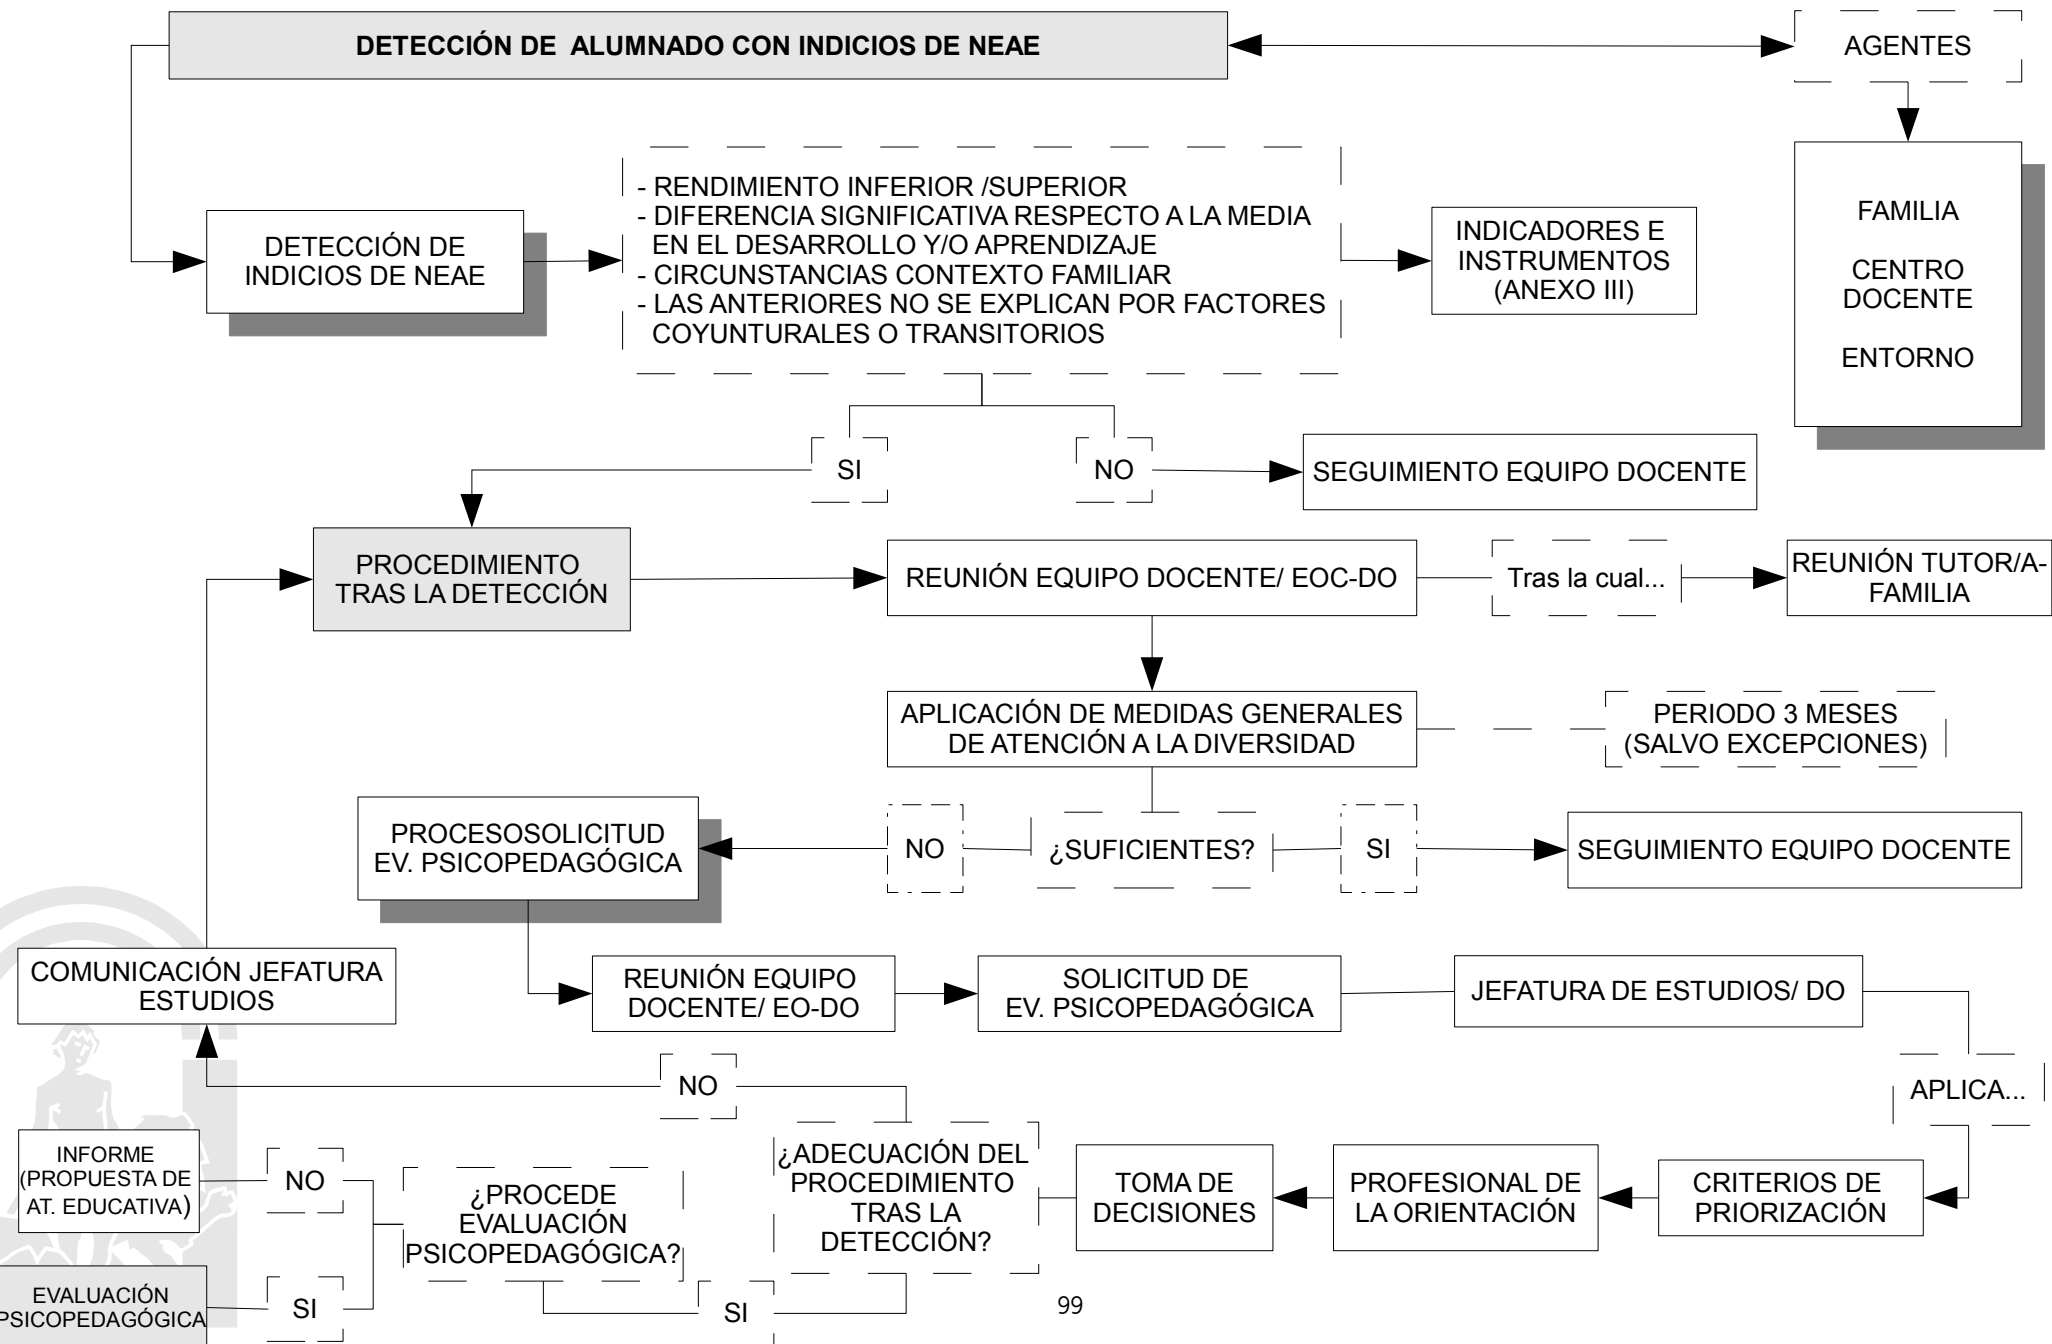 DETECCIÓN DE ALUMNADO CON INDICIOS DE NEAE
AGENTES
FAMILIA
CENTRO
DOCENTE
ENTORNO
DETECCIÓN DE
INDICIOS DE NEAE
- RENDIMIENTO INFERIOR /SUPERIOR
- DIFERENCIA SIGNIFICATIVA RESPECTO A LA MEDIA
EN EL DESARROLLO Y/O APRENDIZAJE
- CIRCUNSTANCIAS CONTEXTO FAMILIAR
- LAS ANTERIORES NO SE EXPLICAN POR FACTORES
COYUNTURALES O TRANSITORIOS
INDICADORES E
INSTRUMENTOS
(ANEXO III)
SI
NO
SEGUIMIENTO EQUIPO DOCENTE
PROCEDIMIENTO
TRAS LA DETECCIÓN
REUNIÓN EQUIPO DOCENTE/ EOC-DO
Tras la cual...
REUNIÓN TUTOR/A-
FAMILIA
APLICACIÓN DE MEDIDAS GENERALES
DE ATENCIÓN A LA DIVERSIDAD
PERIODO 3 MESES
(SALVO EXCEPCIONES)
PROCESOSOLICITUD
EV. PSICOPEDAGÓGICA
NO
¿SUFICIENTES?
SI
SEGUIMIENTO EQUIPO DOCENTE
COMUNICACIÓN JEFATURA
ESTUDIOS
REUNIÓN EQUIPO
DOCENTE/ EO-DO
SOLICITUD DE
EV. PSICOPEDAGÓGICA
JEFATURA DE ESTUDIOS/ DO
NO
APLICA...
INFORME
(PROPUESTA DE
AT. EDUCATIVA)
NO
¿PROCEDE
EVALUACIÓN
PSICOPEDAGÓGICA?
¿ADECUACIÓN DEL
PROCEDIMIENTO
TRAS LA
DETECCIÓN?
TOMA DE
DECISIONES
PROFESIONAL DE
LA ORIENTACIÓN
CRITERIOS DE
PRIORIZACIÓN
EVALUACIÓN
PSICOPEDAGÓGICA
SI
SI
99